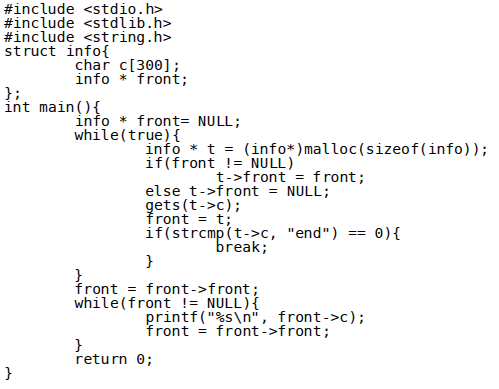 #include <stdio.h>
#include <stdlib.h>
#include <string.h>
struct info{
        char c[300];
        info * front;
};
int main(){
        info * front= NULL;
        while(true){
                info * t = (info*)malloc(sizeof(info));
                if(front != NULL)
                        t->front = front;
                else t->front = NULL;
                gets(t->c);
                front = t;
                if(strcmp(t->c, "end") == 0){
                        break;
                }
        }
        front = front->front;
        while(front != NULL){
                printf("%s\n", front->c);
                front = front->front;
        }
        return 0;
}